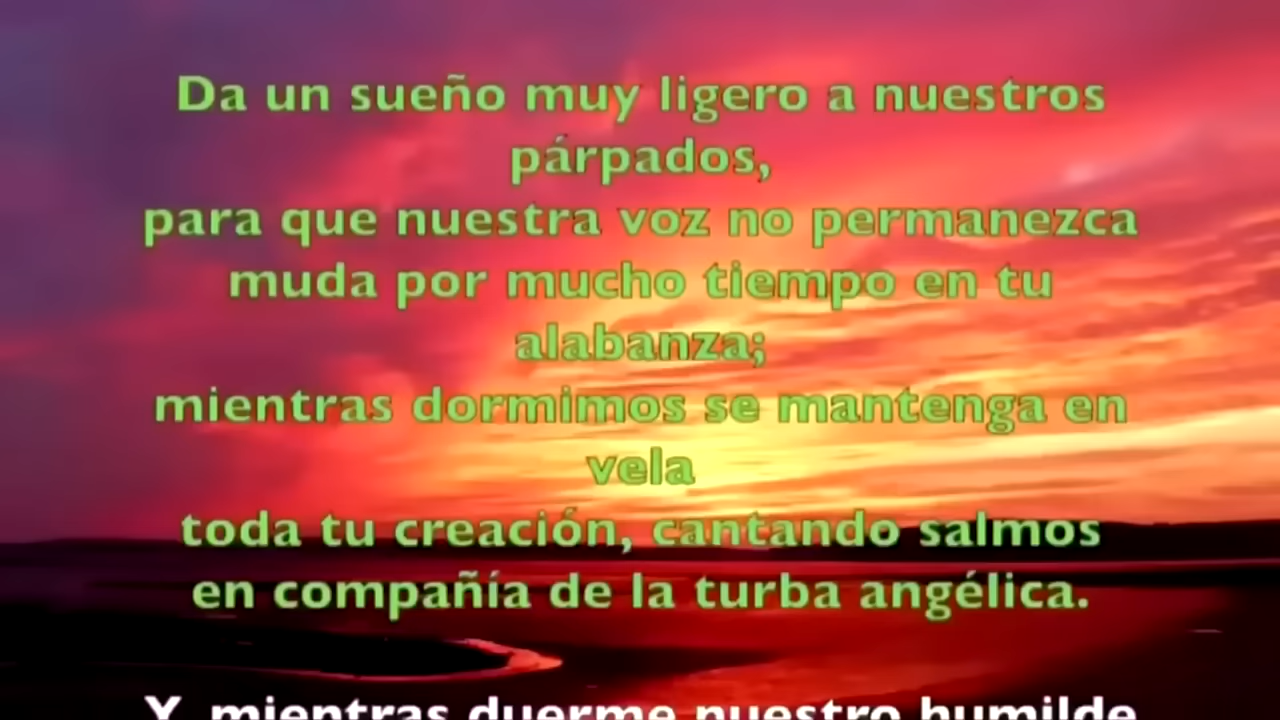 Da un sueño muy ligero a nuestros
párpados,
para que nuestra voz no permanezca
muda por mucho tiempo en tu
alabanza;
mientras dormimos se mantenga en
vela
toda tu creación, cantando salmos
en compañía de la turba angélica.
Y, mientras duerme nuestro humilde